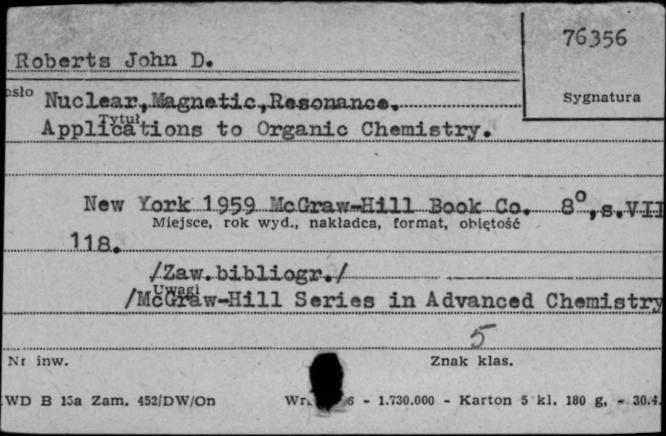 76356
Roberts John D.
Sygnatura
asło Nuclear, Magnetic, Resonance.
Tytuł
Applications to Organic Chemistry.
New York 1959 McGraw-Hill Book Co. 8°, s. VII
Miejsce, rok wyd., nakładca, format, objętość
118.
/Zaw.bibliogr./
Uwagi
/McGraw-Hill Series in Advanced Chemistry
5
Nr inw. Znak klas.
WD B 13a Zam. 452/DW/On 6 - 1.730.000 - Karton 5 kl. 180 g, - 30.4.